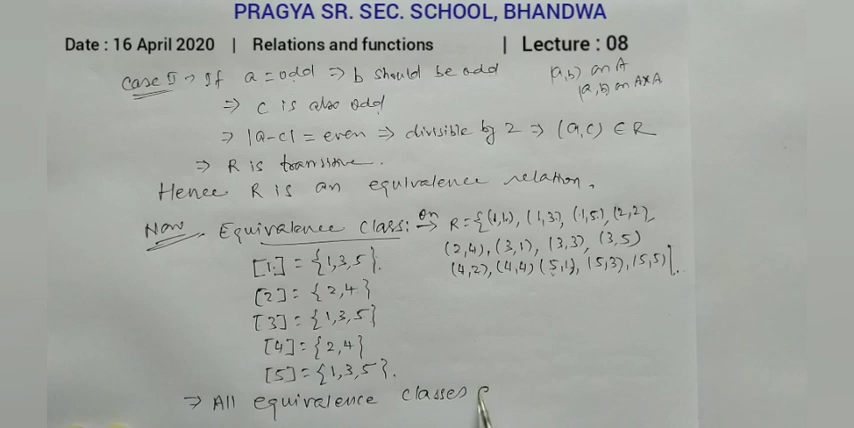 PRAGYA SR. SEC. SCHOOL, BHANDWA
Date : 16 April 2020 | Relations and functions | Lecture : 08
Case II → If a = odd ⇒ b should be odd
(a,b) on A
(a,b) on A×A
⇒ c is also odd
⇒ |a-c| = even ⇒ divisible by 2 ⇒ (a,c) ∈ R
⇒ R is transitive.
Hence R is an equivalence relation.
Now, Equivalence class: on ⇒ R = {(1,1), (1,3), (1,5), (2,2),
(2,4), (3,1), (3,3), (3,5)
(4,2), (4,4) (5,1), (5,3), (5,5)}.
[1] = {1,3,5}.
[2] = {2,4}
[3] = {1,3,5}
[4] = {2,4}
[5] = {1,3,5}.
⇒ All equivalence classes